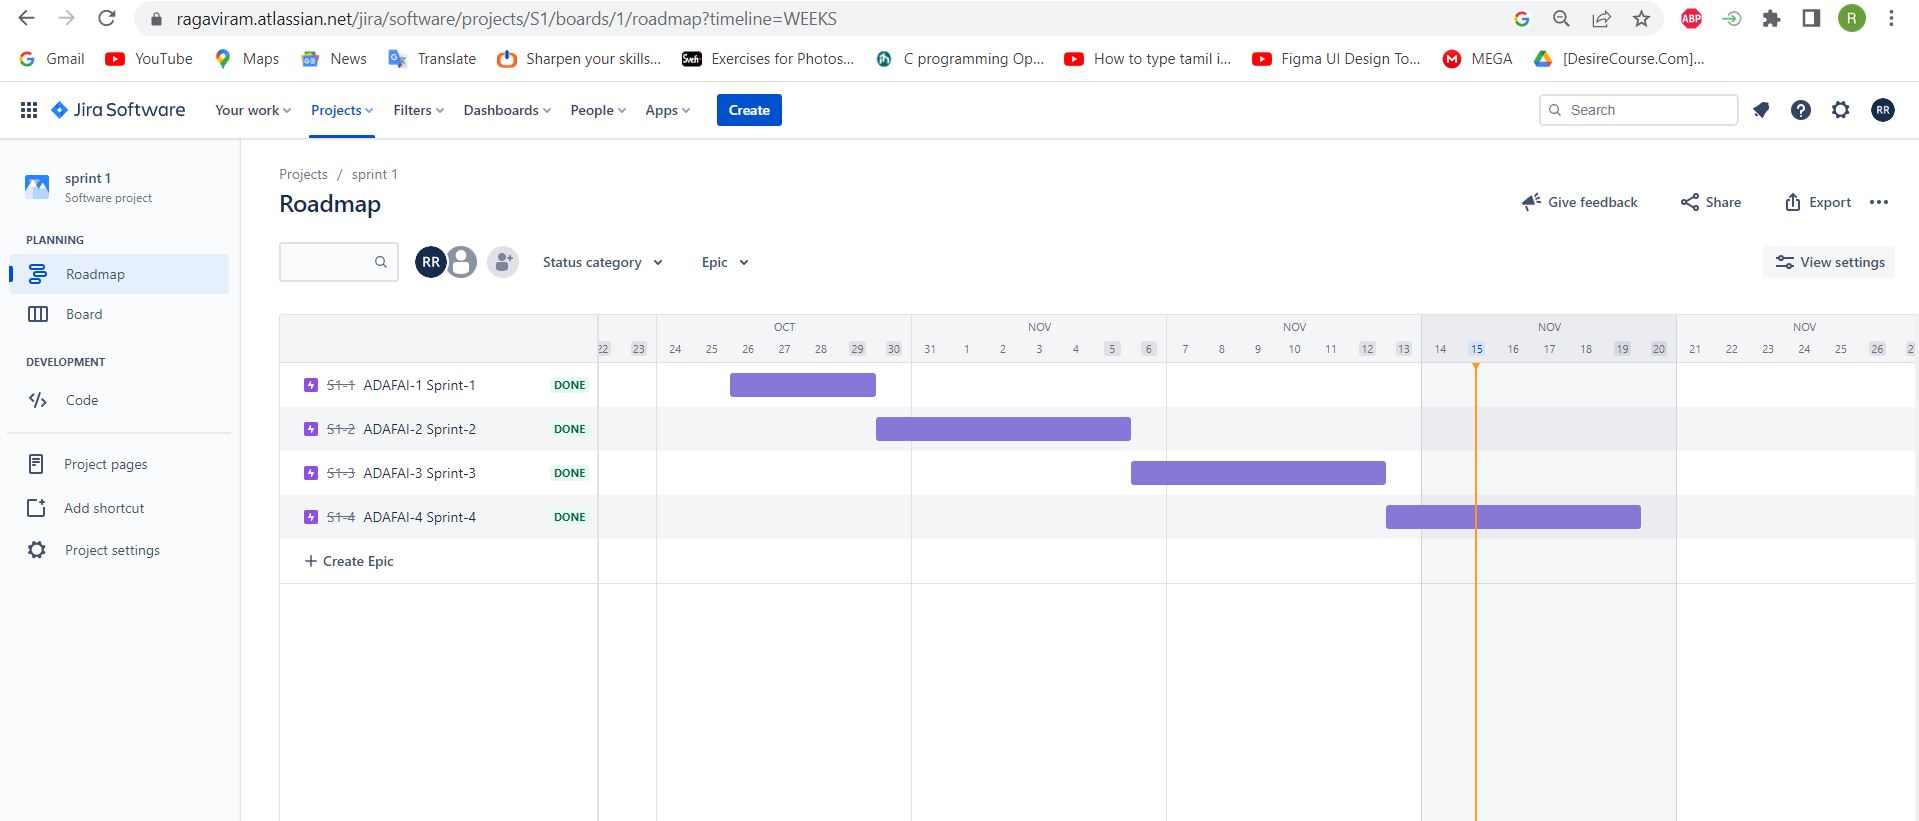 ragaviram.atlassian.net/jira/software/projects/S1/boards/1/roadmap?timeline=WEEKS
ABP
R
Gmail YouTube Maps News Translate Sharpen your skills... Exercises for Photos... C programming Op... How to type tamil i... Figma UI Design To... MEGA [DesireCourse.Com]...
Jira Software Your work Projects Filters Dashboards People Apps Create Search RR
sprint 1
Software project
PLANNING
Roadmap
Board
DEVELOPMENT
Code
Project pages
Add shortcut
Project settings
Projects / sprint 1
Roadmap
Give feedback Share Export
RR Status category Epic View settings
OCT NOV NOV NOV NOV
22 23 24 25 26 27 28 29 30 31 1 2 3 4 5 6 7 8 9 10 11 12 13 14 15 16 17 18 19 20 21 22 23 24 25 26
S1-1 ADAFAI-1 Sprint-1 DONE
S1-2 ADAFAI-2 Sprint-2 DONE
S1-3 ADAFAI-3 Sprint-3 DONE
S1-4 ADAFAI-4 Sprint-4 DONE
+ Create Epic